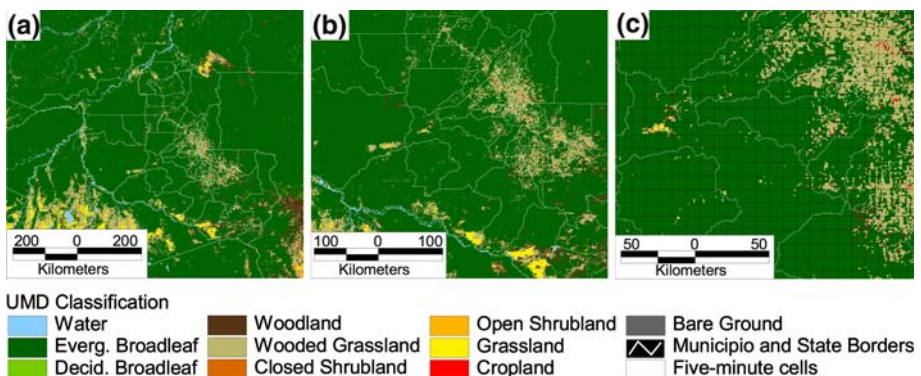 (a) (b) (c)
200 0 200
Kilometers
100 0 100
Kilometers
50 0 50
Kilometers
UMD Classification
Water Woodland Open Shrubland Bare Ground
Everg. Broadleaf Wooded Grassland Grassland Municipio and State Borders
Decid. Broadleaf Closed Shrubland Cropland Five-minute cells